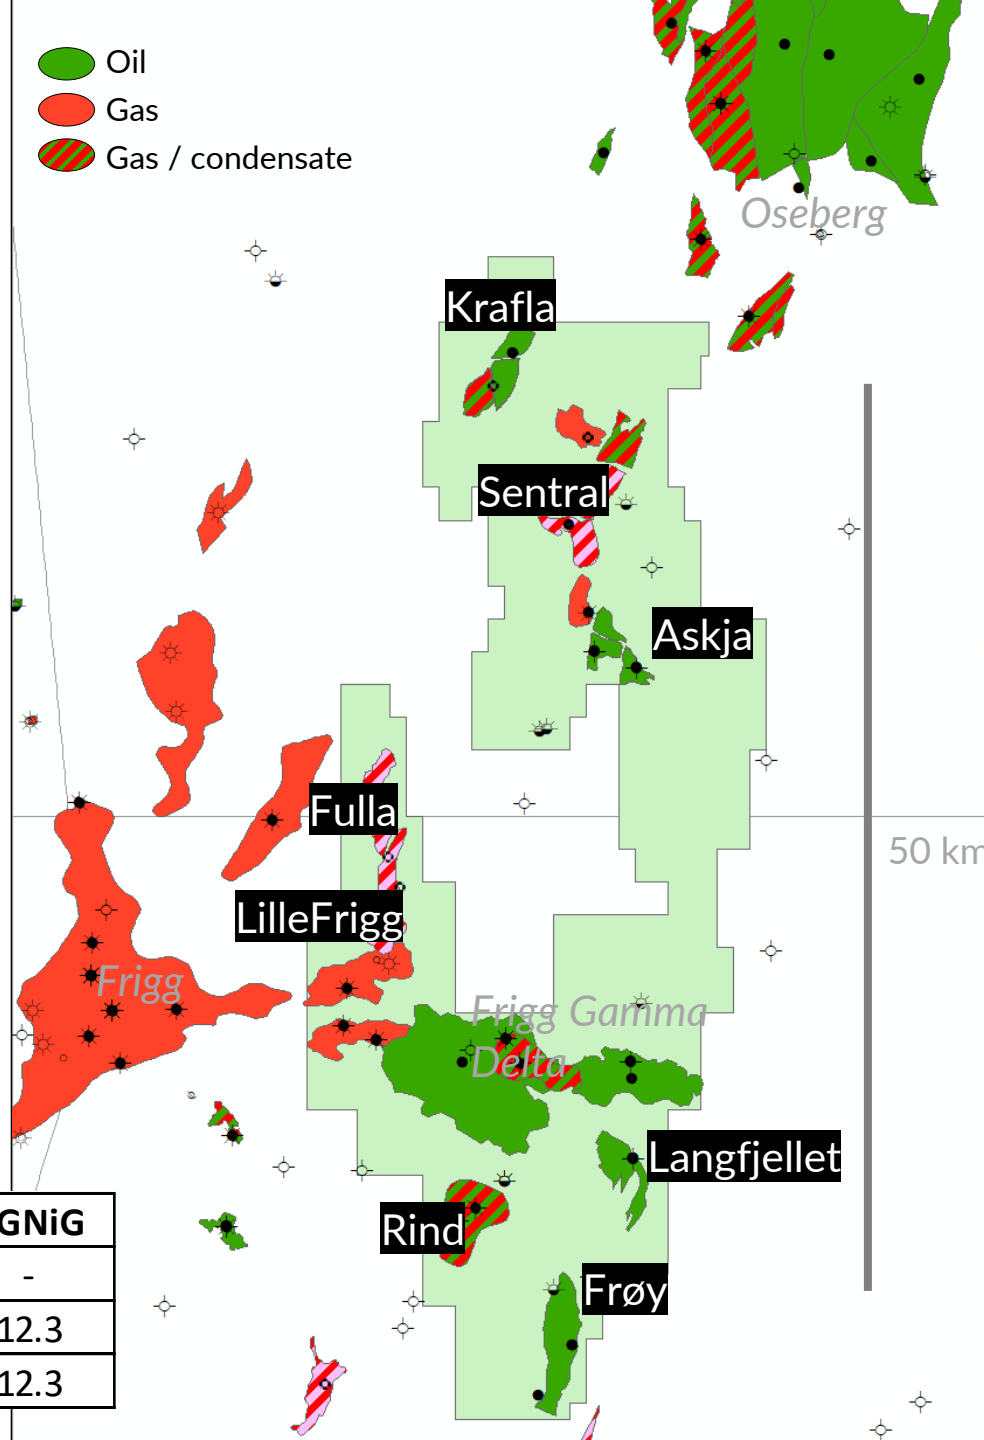 Oil
Gas
Gas / condensate
Oseberg
Krafla
Sentral
Askja
Fulla
50 km
LilleFrigg
Frigg
Frigg Gamma
Delta
Langfjellet
GNiG
Rind
-
Frøy
12.3
12.3